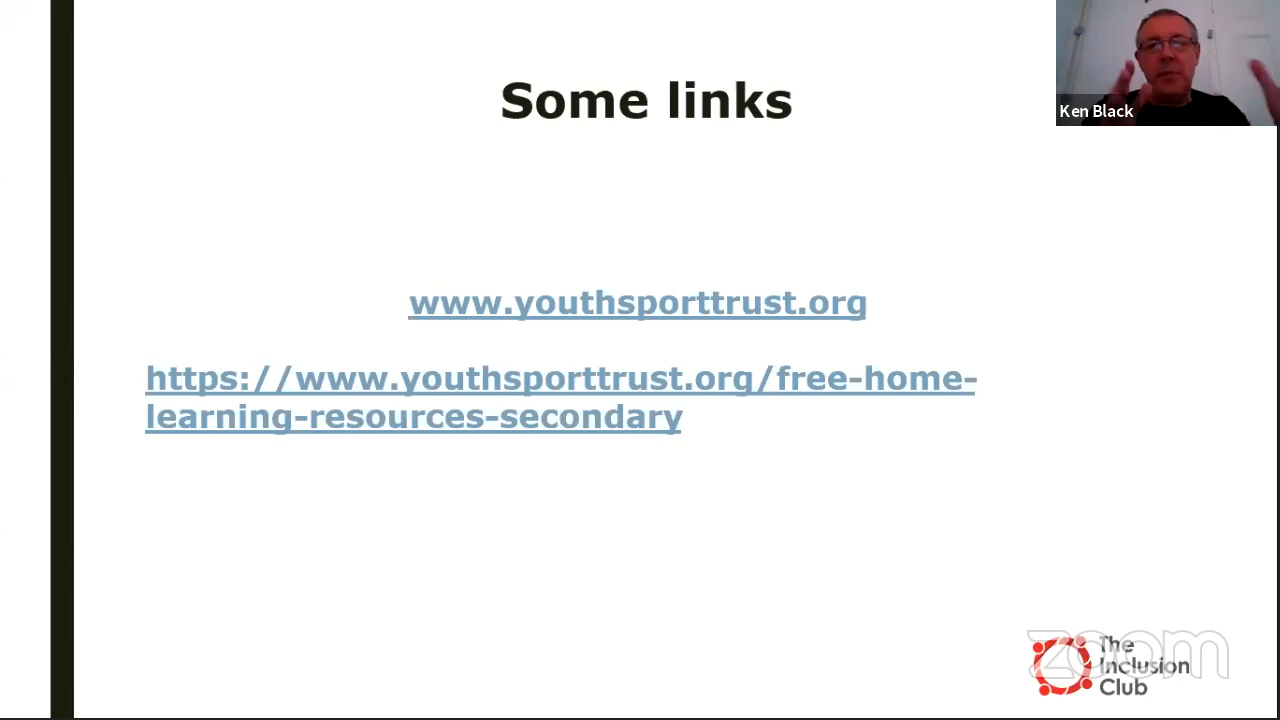 Some links
Ken Black
www.youthsporttrust.org
https://www.youthsporttrust.org/free-home-
learning-resources-secondary
zoom
The
Inclusion
Club